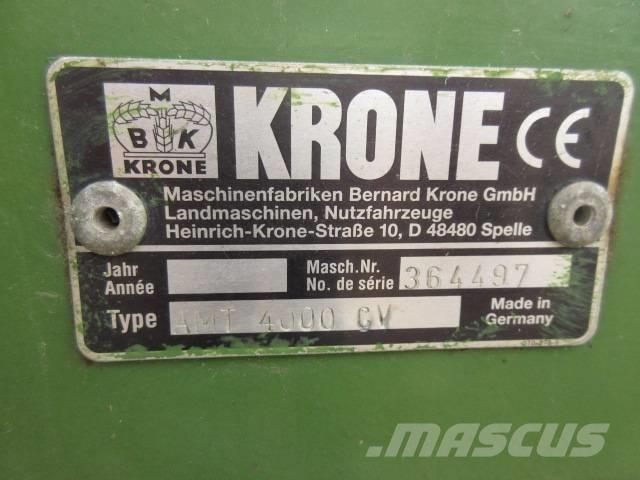 M
B K
KRONE
KRONE CE
Maschinenfabriken Bernard Krone GmbH
Landmaschinen, Nutzfahrzeuge
Heinrich-Krone-Straße 10, D 48480 Spelle
Jahr
Année
Masch.Nr.
No. de série
364497
Type AMT 4000 CV
Made in
Germany
MASCUS